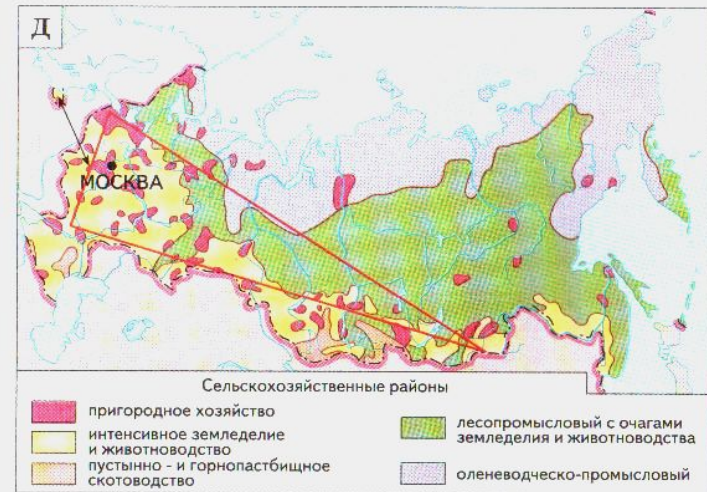 Д
МОСКВА
Сельскохозяйственные районы
пригородное хозяйство
интенсивное земледелие
и животноводство
пустынно - и горнопастбищное
скотоводство
лесопромысловый с очагами
земледелия и животноводства
оленеводческо-промысловый